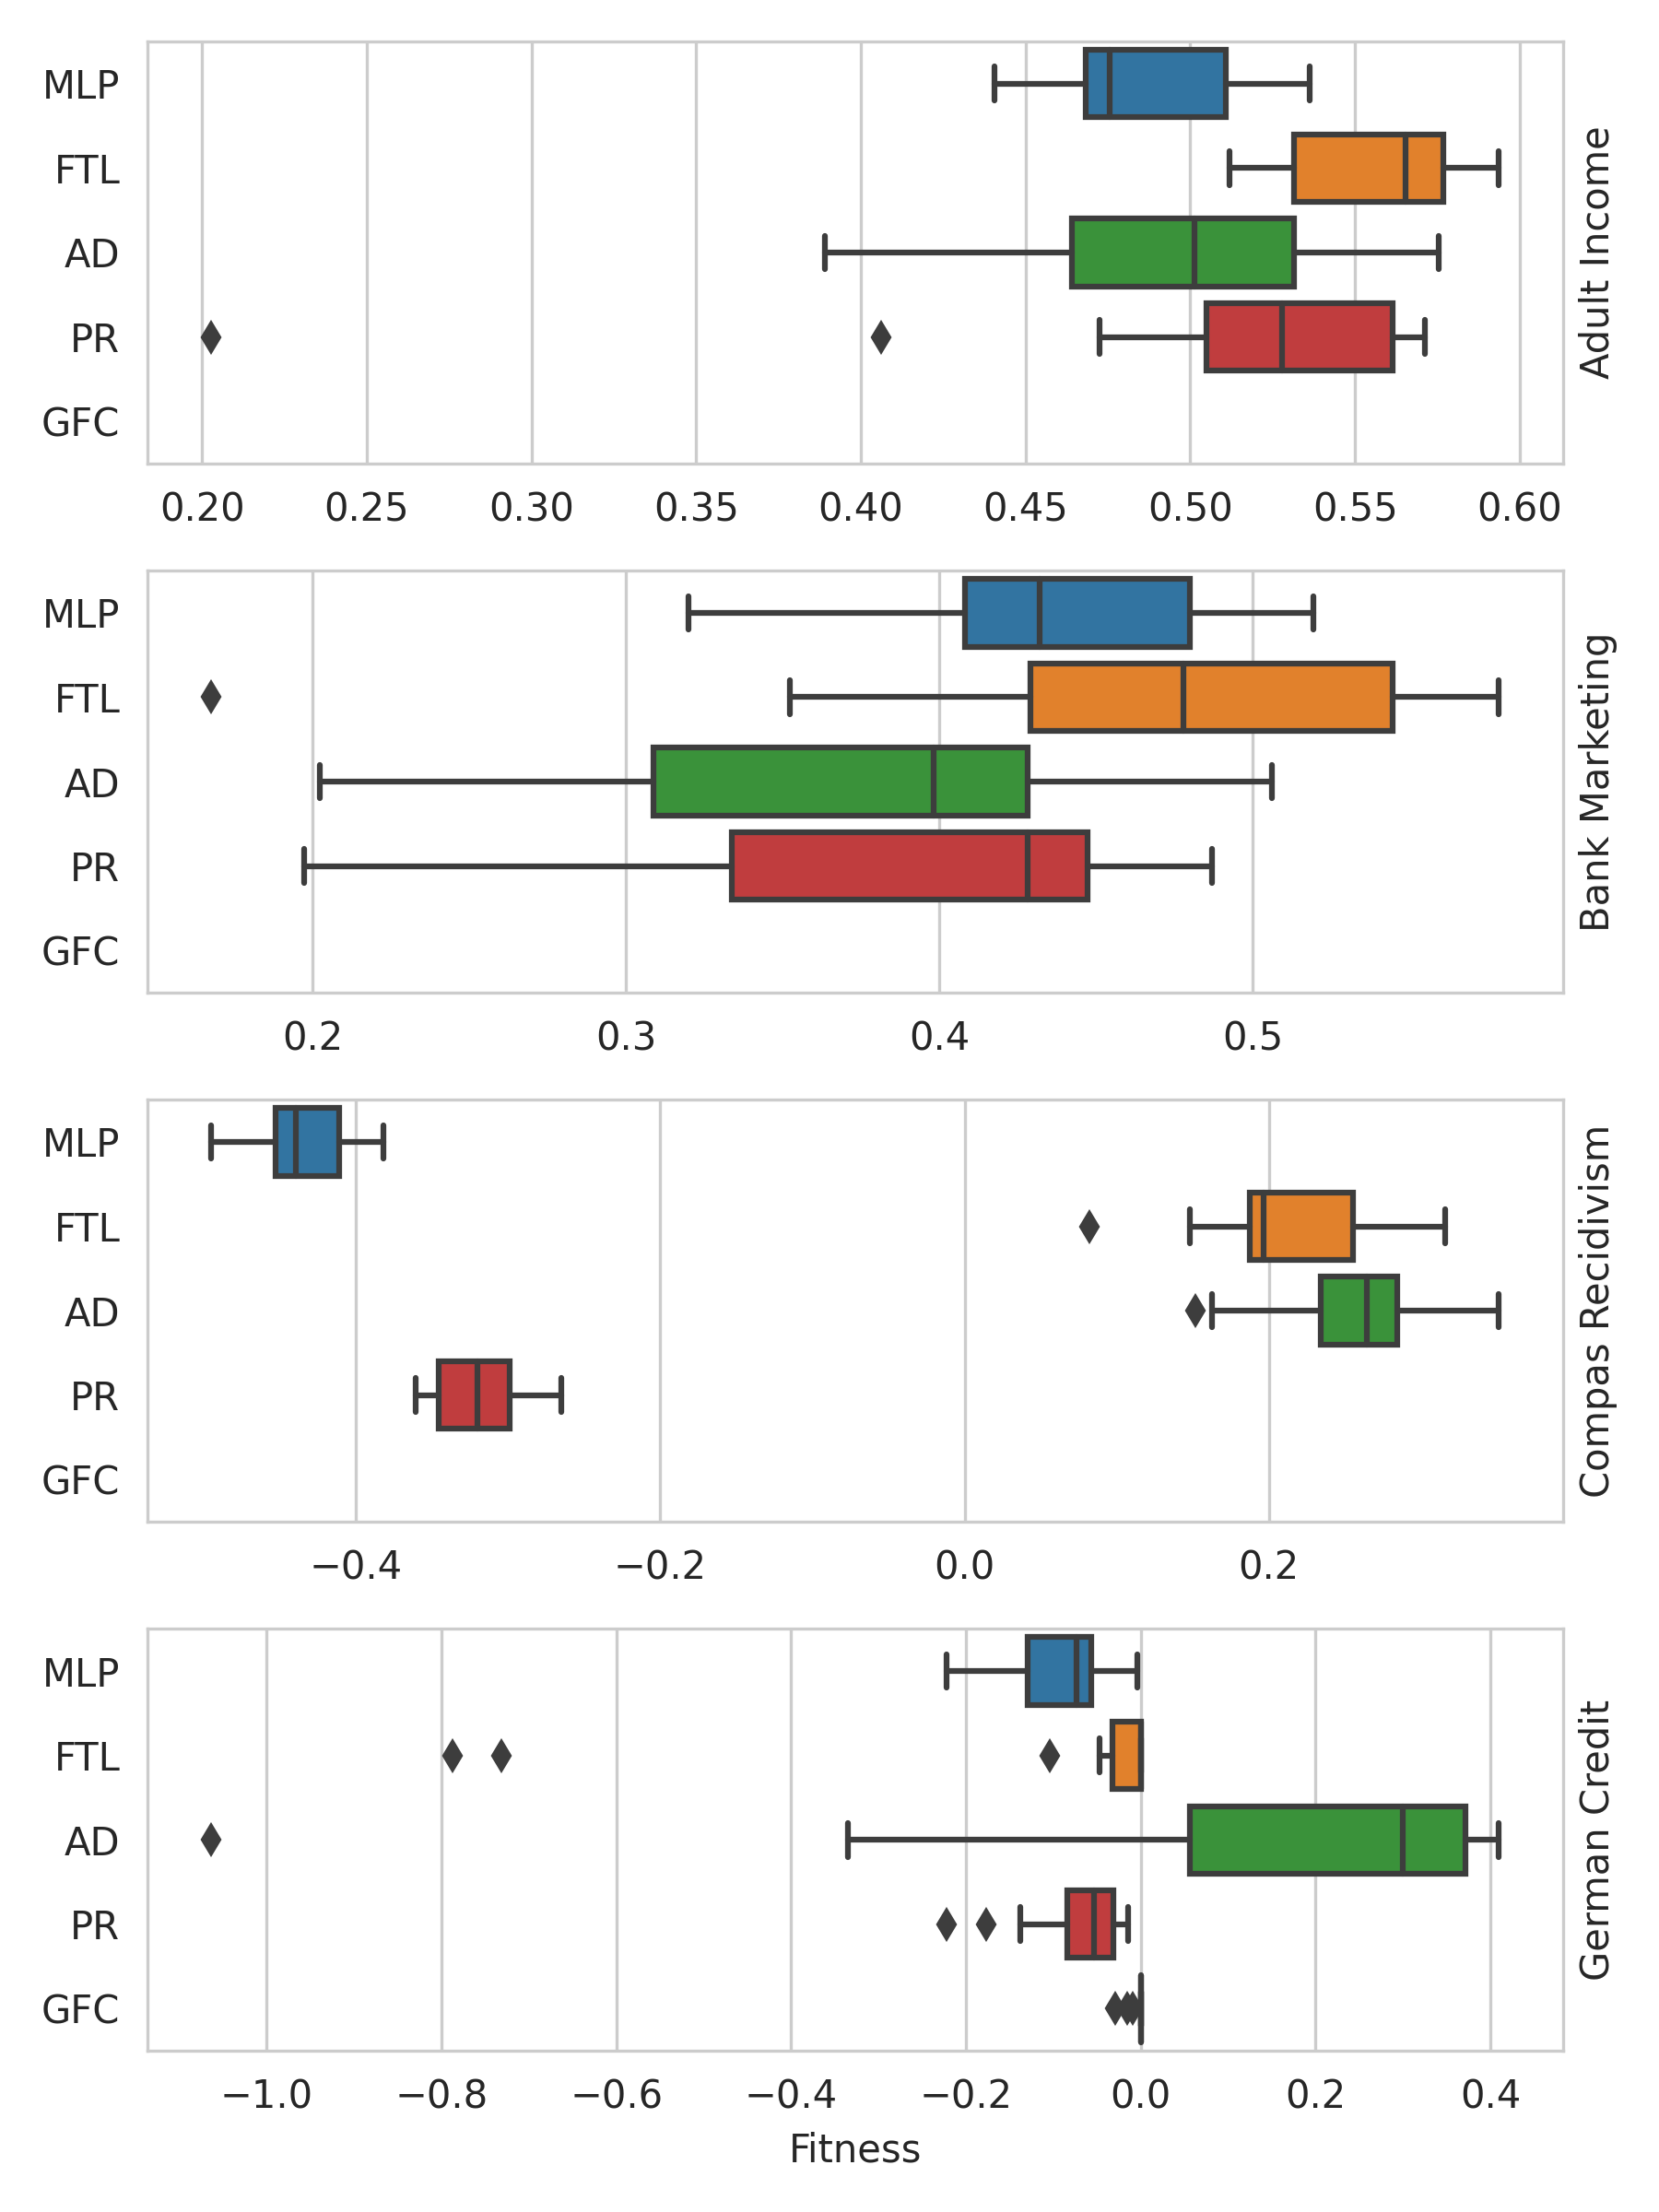 MLP
FTL
AD
PR
GFC
Adult Income
0.20 0.25 0.30 0.35 0.40 0.45 0.50 0.55 0.60
MLP
FTL
AD
PR
GFC
Bank Marketing
0.2 0.3 0.4 0.5
MLP
FTL
AD
PR
GFC
Compas Recidivism
−0.4 −0.2 0.0 0.2
MLP
FTL
AD
PR
GFC
German Credit
−1.0 −0.8 −0.6 −0.4 −0.2 0.0 0.2 0.4
Fitness